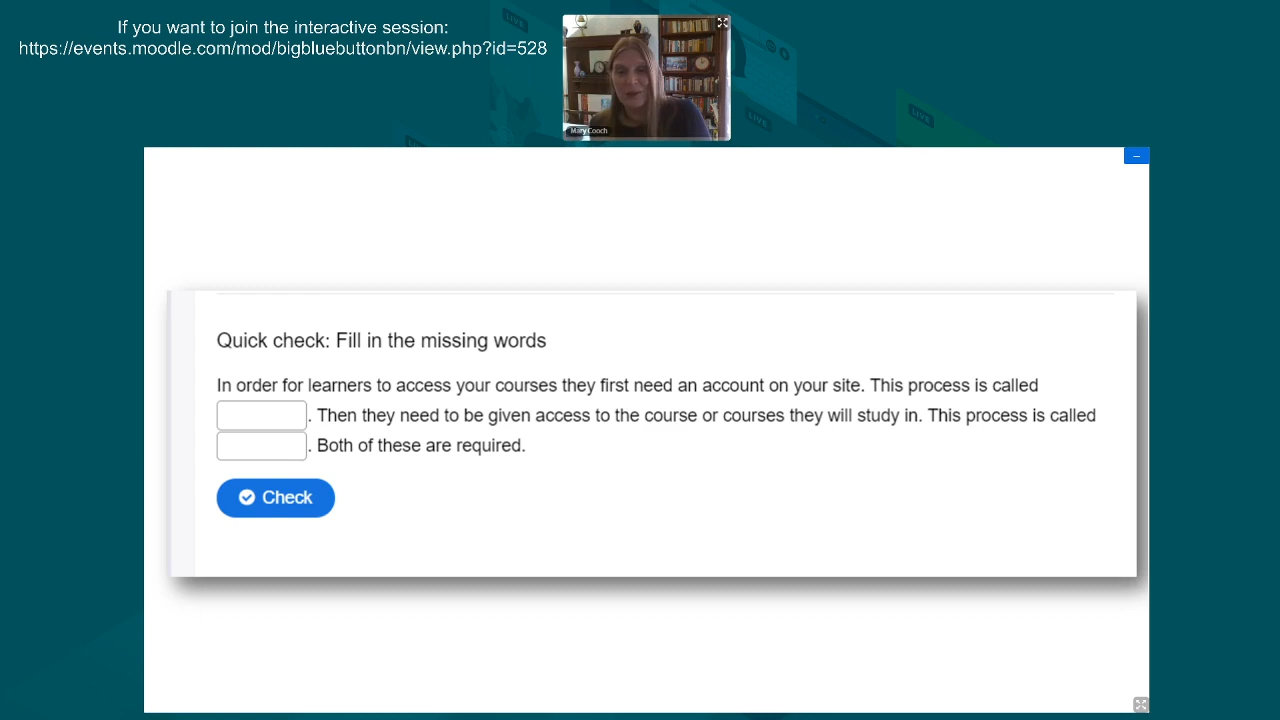 If you want to join the interactive session:
https://events.moodle.com/mod/bigbluebuttonbn/view.php?id=528
LIVE
LIVE
LIVE
Mary Cooch
Quick check: Fill in the missing words
In order for learners to access your courses they first need an account on your site. This process is called
. Then they need to be given access to the course or courses they will study in. This process is called
. Both of these are required.
Check